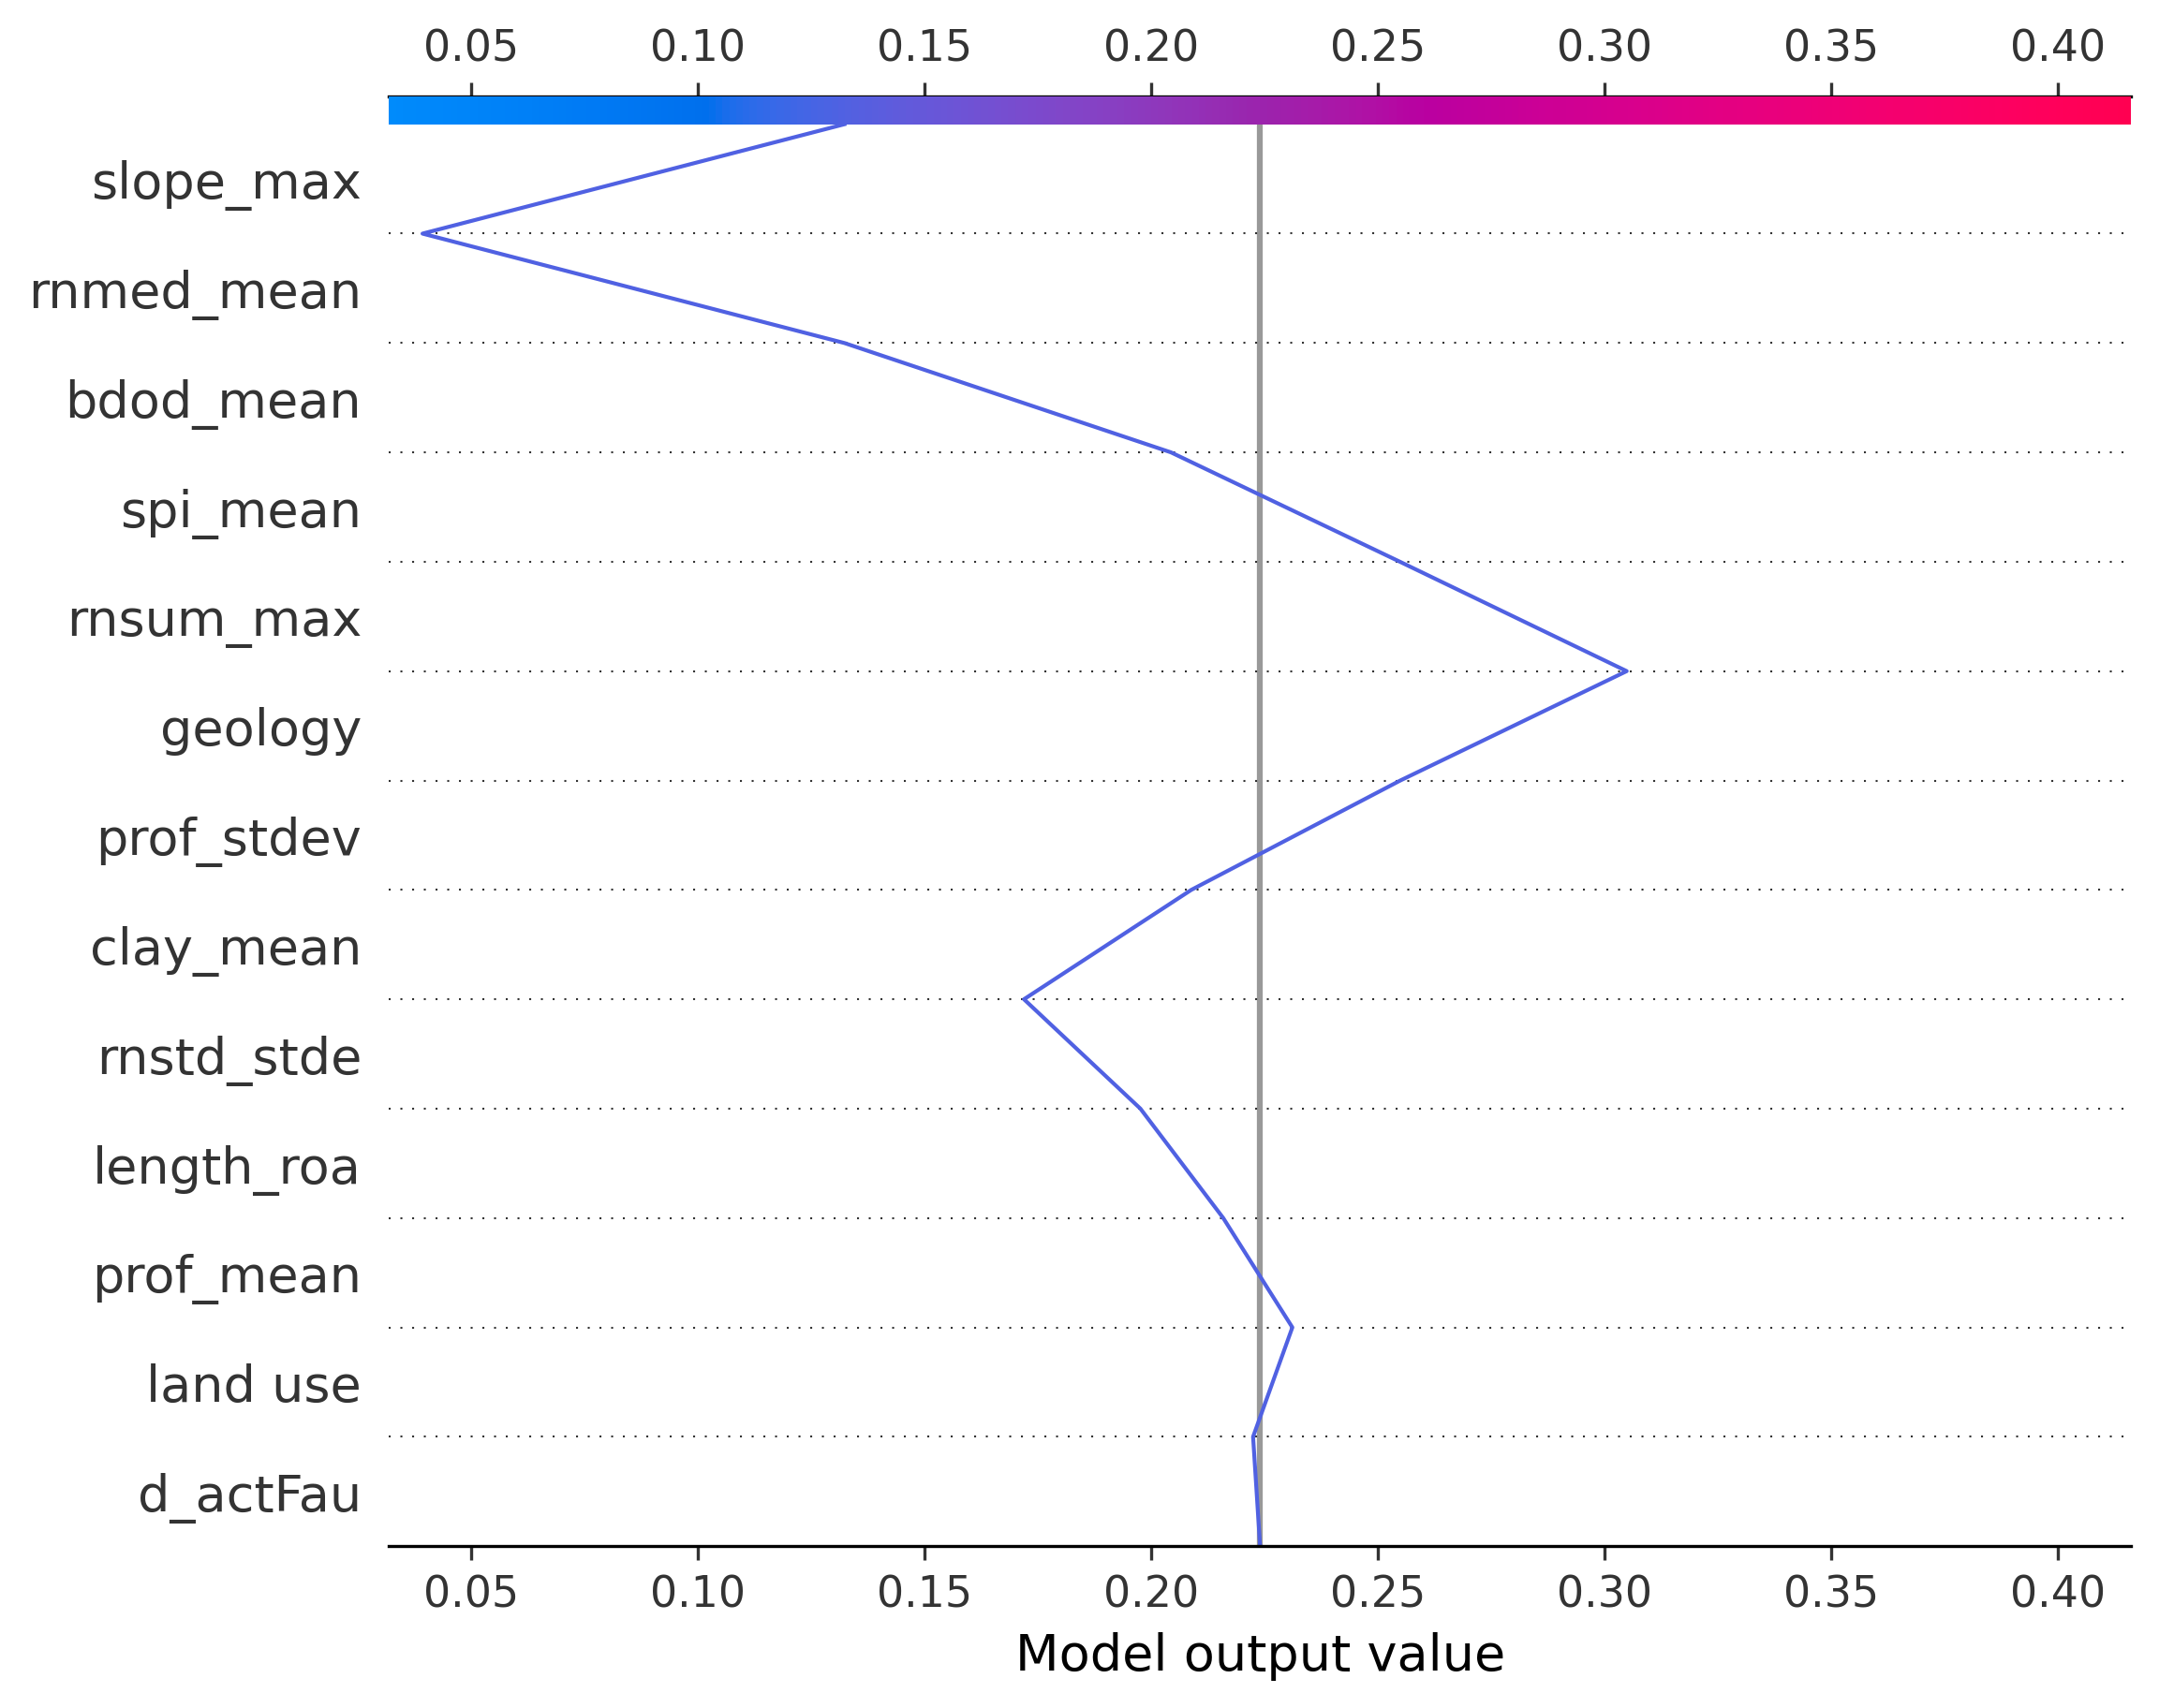 0.05 0.10 0.15 0.20 0.25 0.30 0.35 0.40
slope_max
rnmed_mean
bdod_mean
spi_mean
rnsum_max
geology
prof_stdev
clay_mean
rnstd_stde
length_roa
prof_mean
land use
d_actFau
0.05 0.10 0.15 0.20 0.25 0.30 0.35 0.40
Model output value